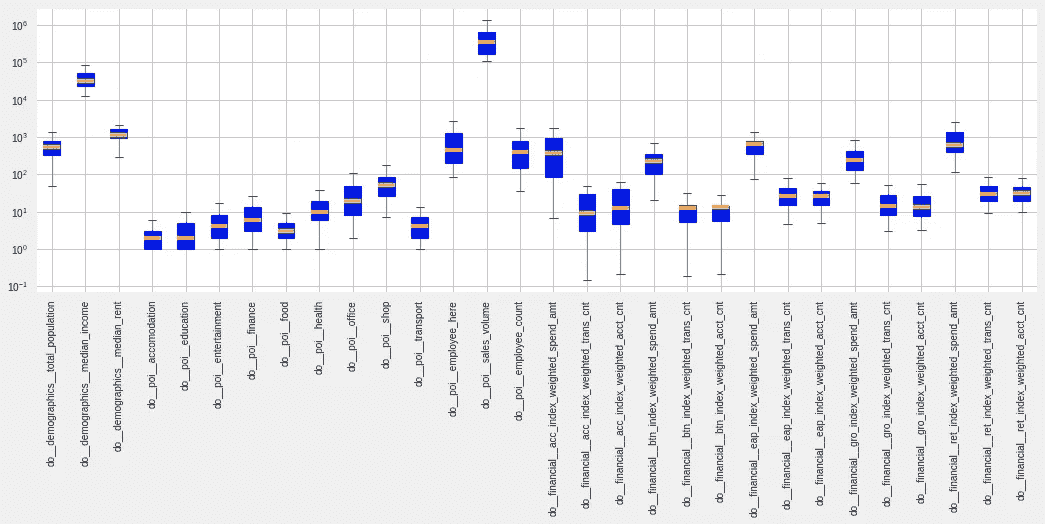 10⁶
10⁵
10⁴
10³
10²
10¹
10⁰
10⁻¹
do__demographics__total_population
do__demographics__median_income
do__demographics__median_rent
do__poi__accomodation
do__poi__education
do__poi__entertainment
do__poi__finance
do__poi__food
do__poi__health
do__poi__office
do__poi__shop
do__poi__transport
do__poi__employee_here
do__poi__sales_volume
do__poi__employee_count
do__financial__acc_index_weighted_spend_amt
do__financial__acc_index_weighted_trans_cnt
do__financial__acc_index_weighted_acct_cnt
do__financial__btn_index_weighted_spend_amt
do__financial__btn_index_weighted_trans_cnt
do__financial__btn_index_weighted_acct_cnt
do__financial__eap_index_weighted_spend_amt
do__financial__eap_index_weighted_trans_cnt
do__financial__eap_index_weighted_acct_cnt
do__financial__gro_index_weighted_spend_amt
do__financial__gro_index_weighted_trans_cnt
do__financial__gro_index_weighted_acct_cnt
do__financial__ret_index_weighted_spend_amt
do__financial__ret_index_weighted_trans_cnt
do__financial__ret_index_weighted_acct_cnt